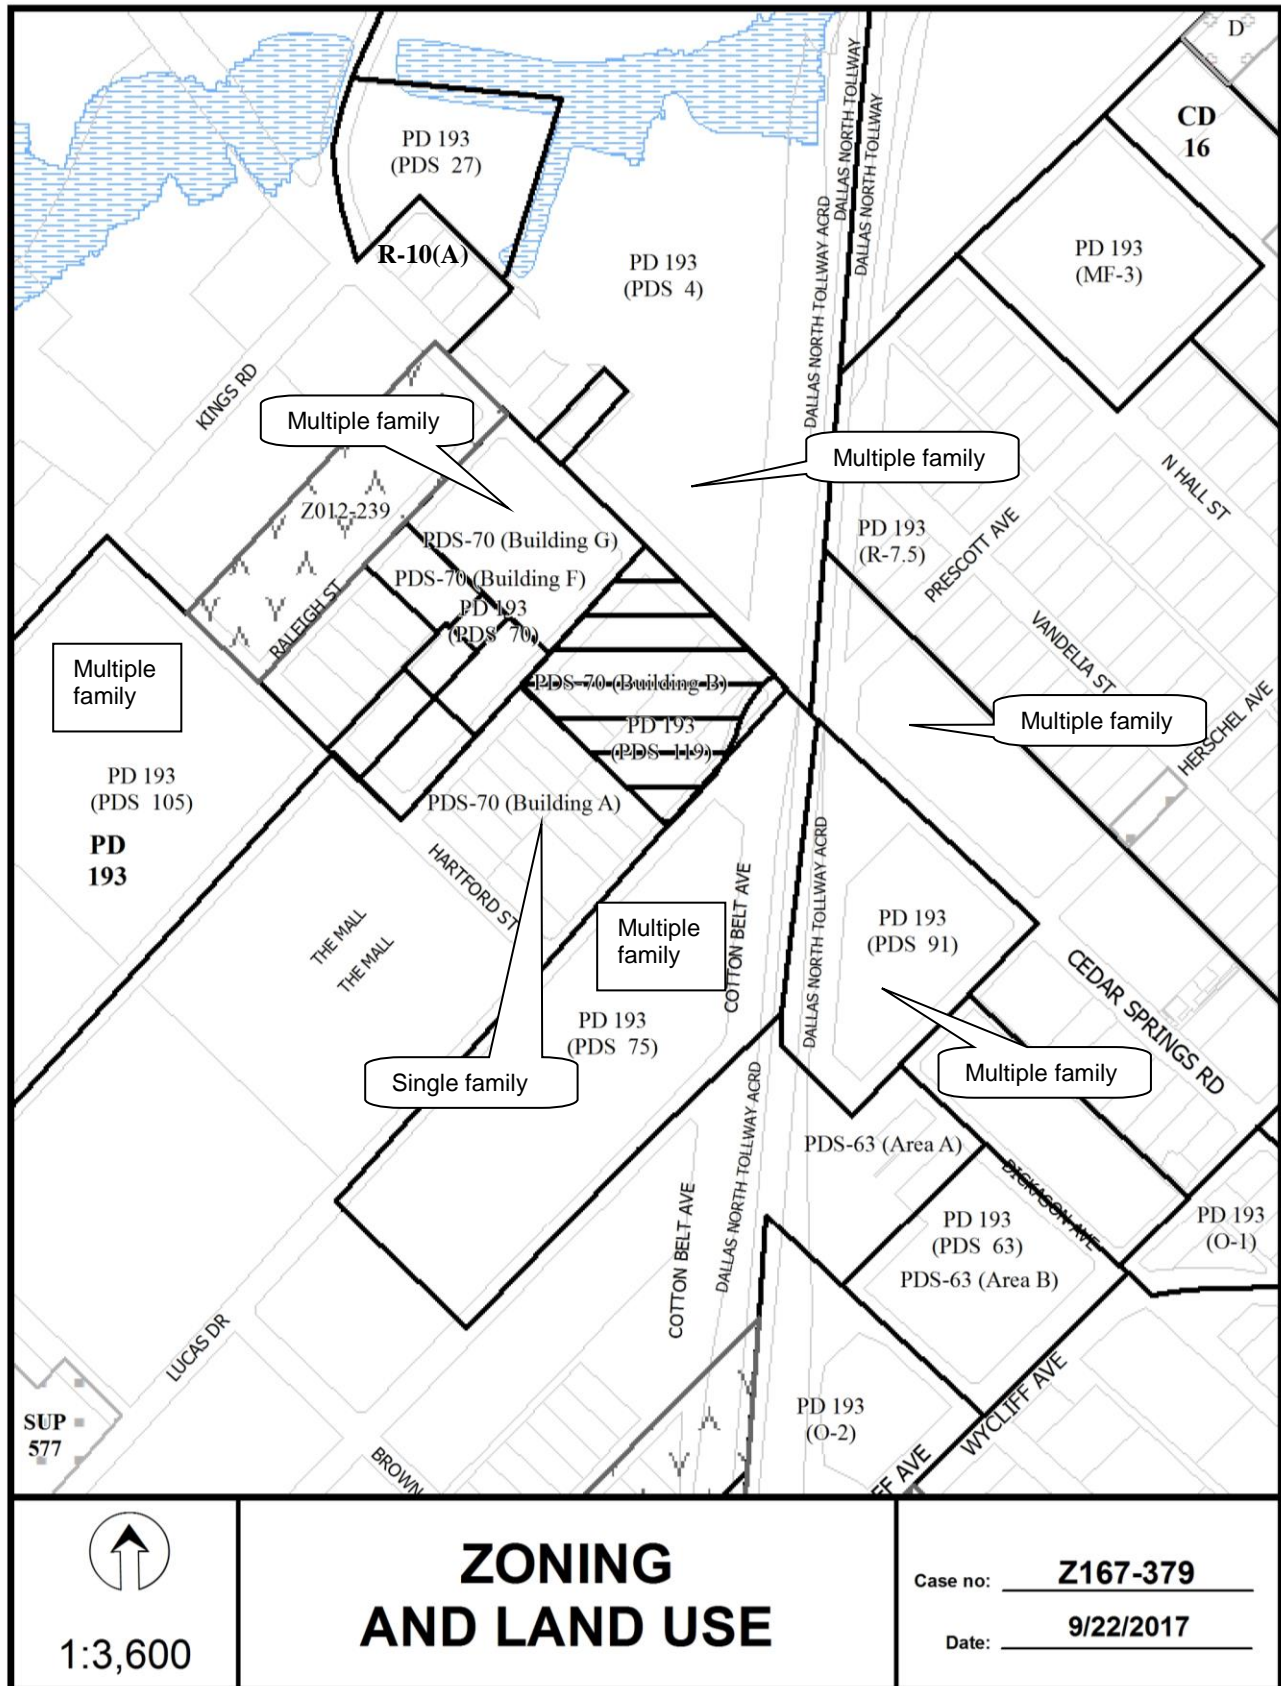 D
CD
16
PD 193
(PDS 27)
DALLAS NORTH TOLLWAY
DALLAS NORTH TOLLWAY
R-10(A)
PD 193
(PDS 4)
PD 193
(MF-3)
DALLAS NORTH TOLLWAY ACRD
KINGS RD
Multiple family
Multiple family
N HALL ST
Z012-239
PD 193
(R-7.5)
PRESCOTT AVE
PDS-70 (Building G)
PDS-70 (Building F)
PD 193
(PDS 70)
RALEIGH ST
VANDELIA ST
Multiple
family
PDS-70 (Building B)
PD 193
(PDS 119)
Multiple family
HERSCHEL AVE
PD 193
(PDS 105)
PD
193
PDS-70 (Building A)
HARTFORD ST
THE MALL
THE MALL
Multiple
family
COTTON BELT AVE
DALLAS NORTH TOLLWAY ACRD
PD 193
(PDS 91)
CEDAR SPRINGS RD
PD 193
(PDS 75)
Single family
Multiple family
DALLAS NORTH TOLLWAY ACRD
PDS-63 (Area A)
DICKASON AVE
COTTON BELT AVE
PD 193
(PDS 63)
PDS-63 (Area B)
PD 193
(O-1)
LUCAS DR
WYCLIFF AVE
PD 193
(O-2)
SUP
577
BROWN
FF AVE
1:3,600
ZONING
AND LAND USE
Case no: Z167-379
Date: 9/22/2017